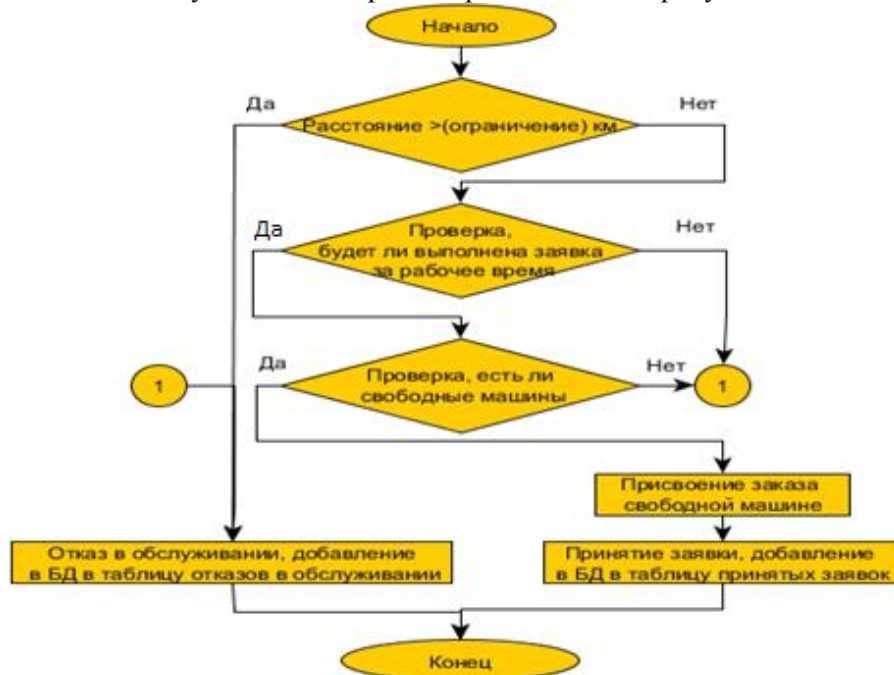 Начало
Да
Нет
Расстояние >(ограничение) км
Да
Нет
Проверка,
будет ли выполнена заявка
за рабочее время
Да
Нет
Проверка, есть ли
свободные машины
1
1
Присвоение заказа
свободной машине
Отказ в обслуживании, добавление
в БД в таблицу отказов в обслуживании
Принятие заявки, добавление
в БД в таблицу принятых заявок
Конец